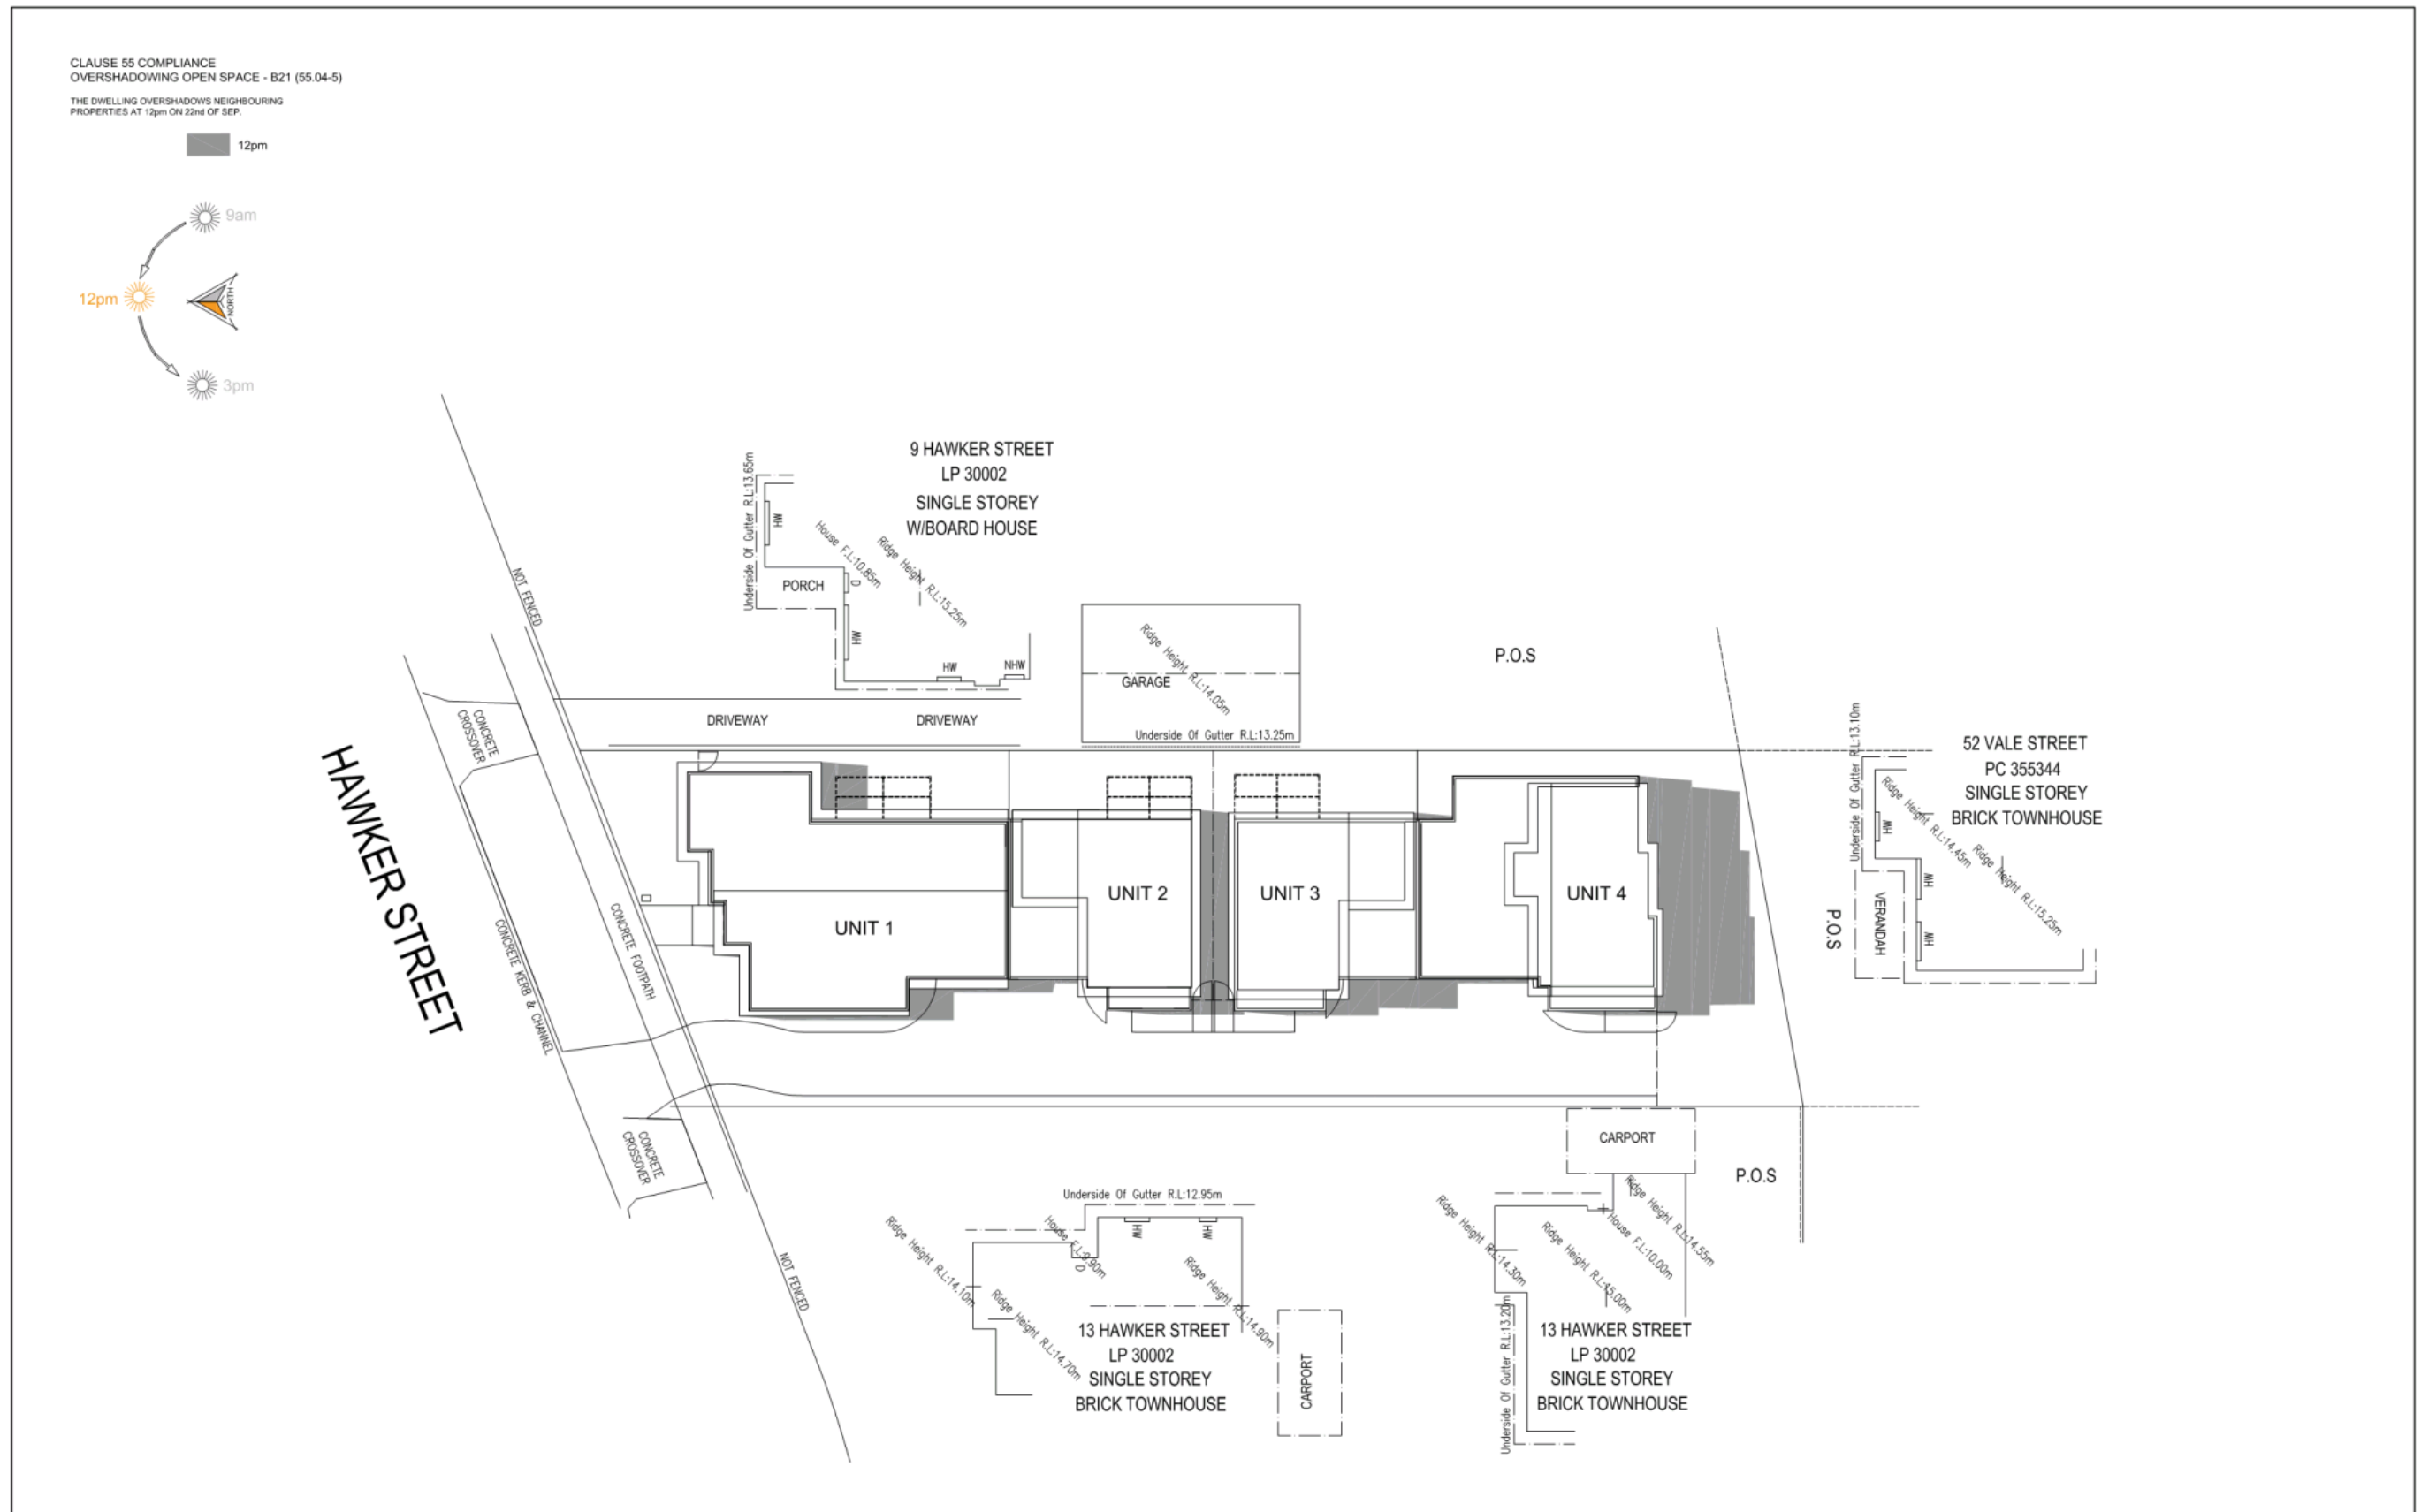 CLAUSE 55 COMPLIANCE
OVERSHADOWING OPEN SPACE - B21 (55.04-5)
THE DWELLING OVERSHADOWS NEIGHBOURING
PROPERTIES AT 12pm ON 22nd OF SEP.
12pm
9am
12pm
NORTH
3pm
9 HAWKER STREET
LP 30002
SINGLE STOREY
W/BOARD HOUSE
Underside Of Gutter R.L:13.65m
HW
House F.L:10.85m
Ridge Height R.L:15.25m
PORCH
D
HW
HW
NHW
NOT FENCED
Ridge Height R.L:14.05m
GARAGE
Underside Of Gutter R.L:13.25m
P.O.S
DRIVEWAY
DRIVEWAY
CONCRETE
CROSSOVER
HAWKER STREET
CONCRETE KERB & CHANNEL
CONCRETE FOOTPATH
UNIT 1
UNIT 2
UNIT 3
UNIT 4
52 VALE STREET
PC 355344
SINGLE STOREY
BRICK TOWNHOUSE
Underside Of Gutter R.L:13.10m
Ridge Height R.L:14.45m
HW
Ridge Height R.L:15.25m
HW
HW
VERANDAH
P.O.S
CONCRETE
CROSSOVER
NOT FENCED
CARPORT
P.O.S
Underside Of Gutter R.L:12.95m
Ridge Height R.L:14.10m
House F.L:9.90m
HW
HW
D
Ridge Height R.L:14.90m
Ridge Height R.L:14.70m
13 HAWKER STREET
LP 30002
SINGLE STOREY
BRICK TOWNHOUSE
CARPORT
Ridge Height R.L:14.30m
Ridge Height R.L:15.00m
House F.L:10.00m
Ridge Height R.L:14.55m
Underside Of Gutter R.L:13.20m
13 HAWKER STREET
LP 30002
SINGLE STOREY
BRICK TOWNHOUSE